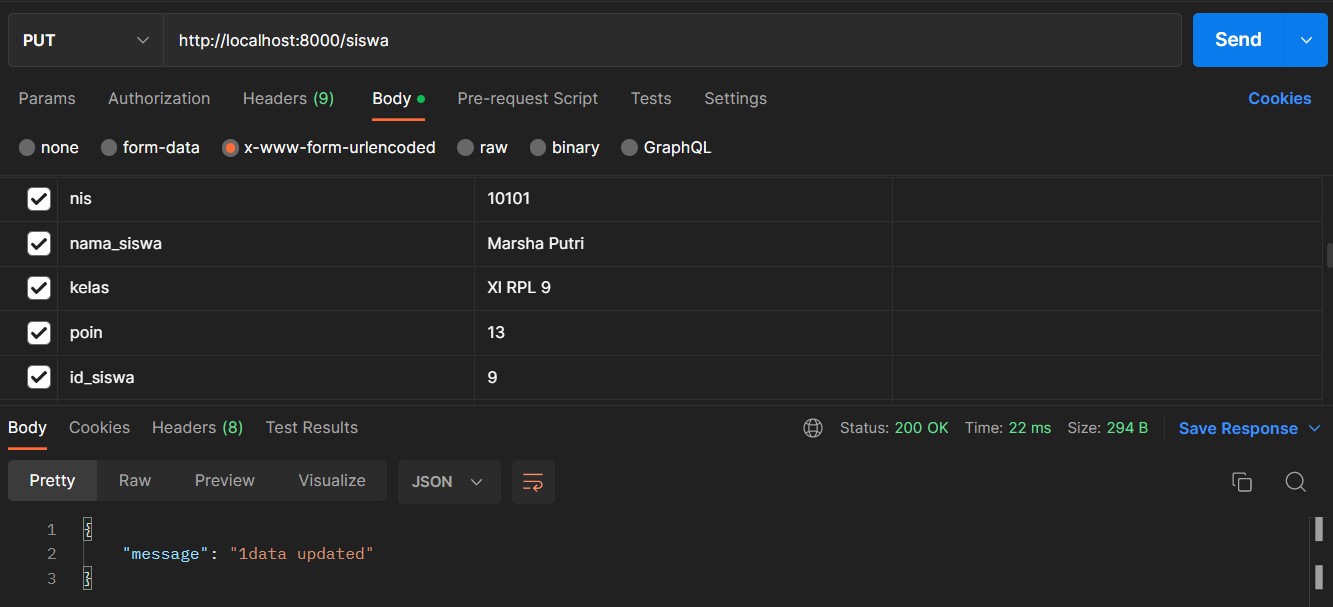 PUT http://localhost:8000/siswa Send
Params Authorization Headers (9) Body Pre-request Script Tests Settings Cookies
none form-data x-www-form-urlencoded raw binary GraphQL
nis 10101
nama_siswa Marsha Putri
kelas XI RPL 9
poin 13
id_siswa 9
Body Cookies Headers (8) Test Results Status: 200 OK Time: 22 ms Size: 294 B Save Response
Pretty Raw Preview Visualize JSON
1 {
2 "message": "1data updated"
3 }